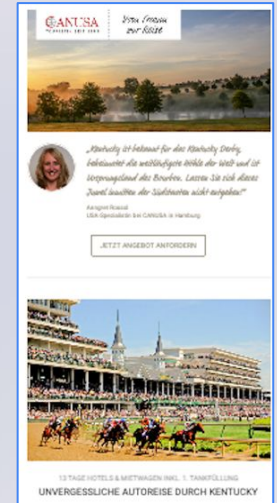 CANUSA
Vom Traum
zur Reise
„Kentucky ist bekannt für das Kentucky Derby,
beheimatet die weitläufigste Höhle der Welt und ist
Ursprungsland des Bourbon. Lassen Sie sich dieses
Juwel inmitten der Südstaaten nicht entgehen!“
USA-Spezialistin bei CANUSA in Hamburg
JETZT ANGEBOT ANFORDERN
13 TAGE HOTELS & MIETWAGEN INKL. 1. TANKFÜLLUNG
UNVERGESSLICHE AUTOREISE DURCH KENTUCKY